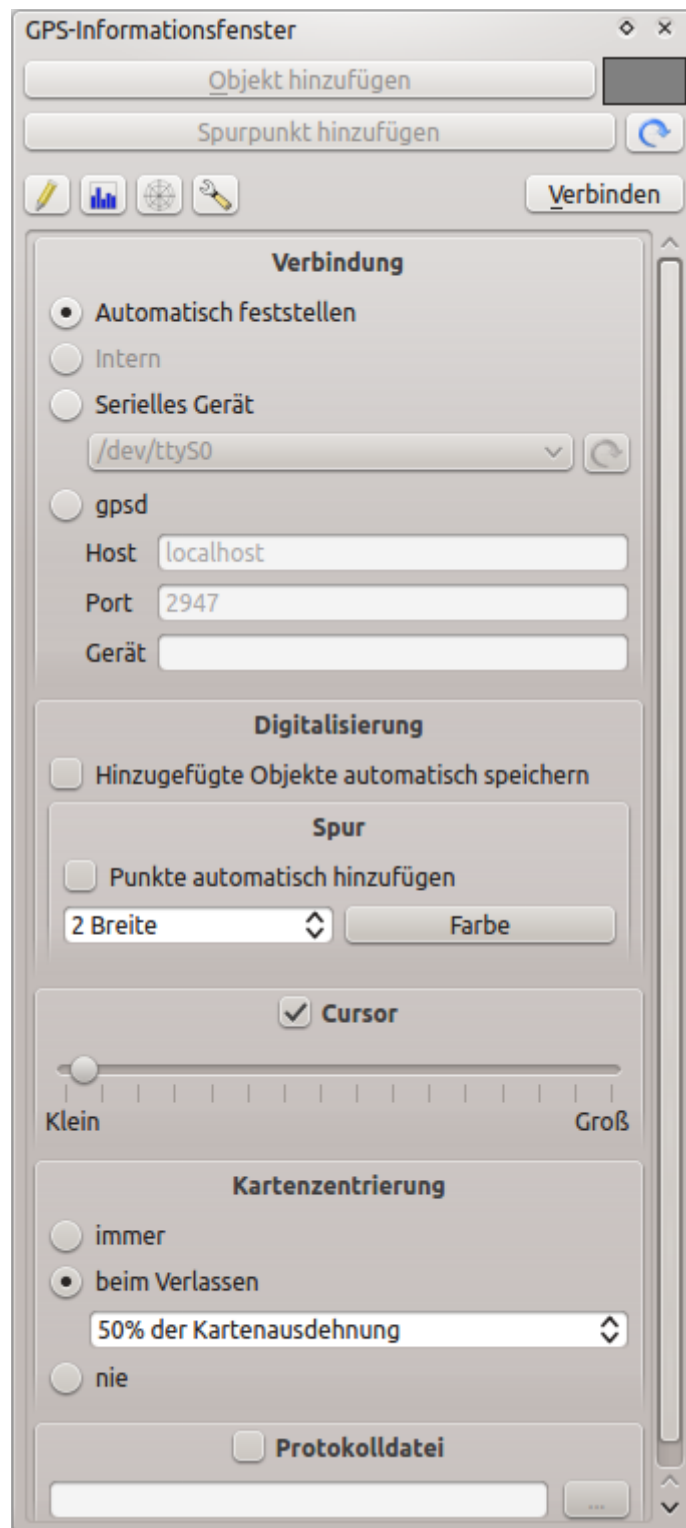 GPS-Informationsfenster
Objekt hinzufügen
Spurpunkt hinzufügen
Verbinden
Verbindung
Automatisch feststellen
Intern
Serielles Gerät
/dev/ttyS0
gpsd
Host localhost
Port 2947
Gerät
Digitalisierung
Hinzugefügte Objekte automatisch speichern
Spur
Punkte automatisch hinzufügen
2 Breite Farbe
Cursor
Klein Groß
Kartenzentrierung
immer
beim Verlassen
50% der Kartenausdehnung
nie
Protokolldatei
...